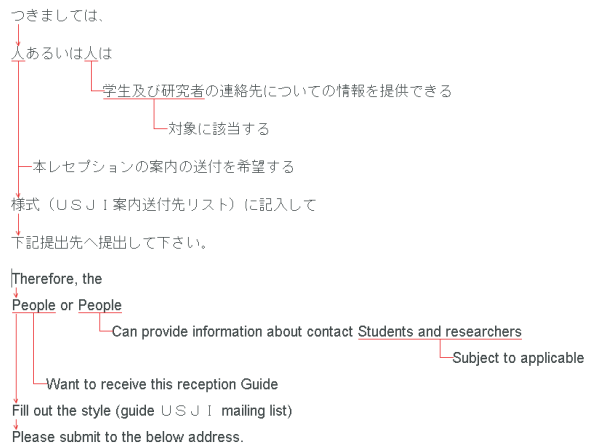 つきましては、
人あるいは人は
学生及び研究者の連絡先についての情報を提供できる
対象に該当する
本レセプションの案内の送付を希望する
様式（ＵＳＪＩ案内送付先リスト）に記入して
下記提出先へ提出して下さい。
Therefore, the
People or People
Can provide information about contact Students and researchers
Subject to applicable
Want to receive this reception Guide
Fill out the style (guide ＵＳＪＩ mailing list)
Please submit to the below address.